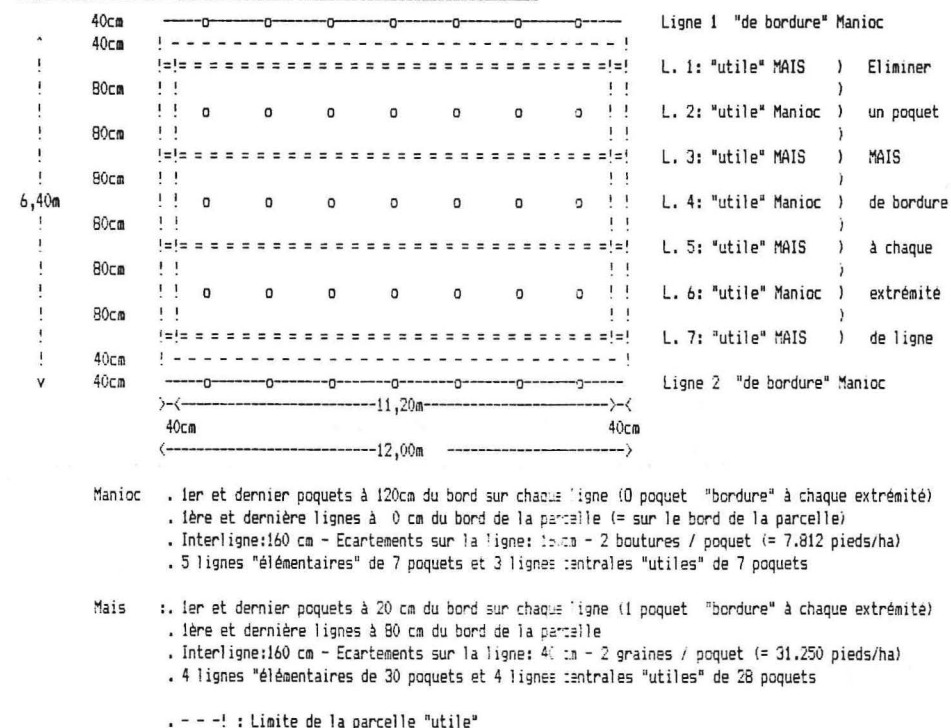 40cm -----o------o------o------o------o------o------o----- Ligne 1 "de bordure" Manioc
40cm ! - - - - - - - - - - - - - - - - - - - - - - - - - - - - !
!=!= = = = = = = = = = = = = = = = = = = = = = = = = = = =!=! L. 1: "utile" MAIS ) Eliminer
80cm
o o o o o o o L. 2: "utile" Manioc ) un poquet
80cm
!=!= = = = = = = = = = = = = = = = = = = = = = = = = = = =!=! L. 3: "utile" MAIS ) MAIS
80cm
6,40m o o o o o o o L. 4: "utile" Manioc ) de bordure
80cm
!=!= = = = = = = = = = = = = = = = = = = = = = = = = = = =!=! L. 5: "utile" MAIS ) à chaque
80cm
o o o o o o o L. 6: "utile" Manioc ) extrémité
80cm
!=!= = = = = = = = = = = = = = = = = = = = = = = = = = = =!=! L. 7: "utile" MAIS ) de ligne
40cm ! - - - - - - - - - - - - - - - - - - - - - - - - - - - - !
v 40cm -----o------o------o------o------o------o------o----- Ligne 2 "de bordure" Manioc
>-<------------------------11,20m------------------------>-<
40cm 40cm
<--------------------------12,00m ---------------------->
Manioc . 1er et dernier poquets à 120cm du bord sur chaque ligne (0 poquet "bordure" à chaque extrémité)
. 1ère et dernière lignes à 0 cm du bord de la parcelle (= sur le bord de la parcelle)
. Interligne:160 cm - Ecartements sur la ligne: - 2 boutures / poquet (= 7.812 pieds/ha)
. 5 lignes "élémentaires" de 7 poquets et 3 lignes centrales "utiles" de 7 poquets
Mais :. 1er et dernier poquets à 20 cm du bord sur chaque ligne (1 poquet "bordure" à chaque extrémité)
. 1ère et dernière lignes à 80 cm du bord de la parcelle
. Interligne:160 cm - Ecartements sur la ligne: 40 cm - 2 graines / poquet (= 31.250 pieds/ha)
. 4 lignes "élémentaires de 30 poquets et 4 lignes centrales "utiles" de 28 poquets
. - - -! : Limite de la parcelle "utile"